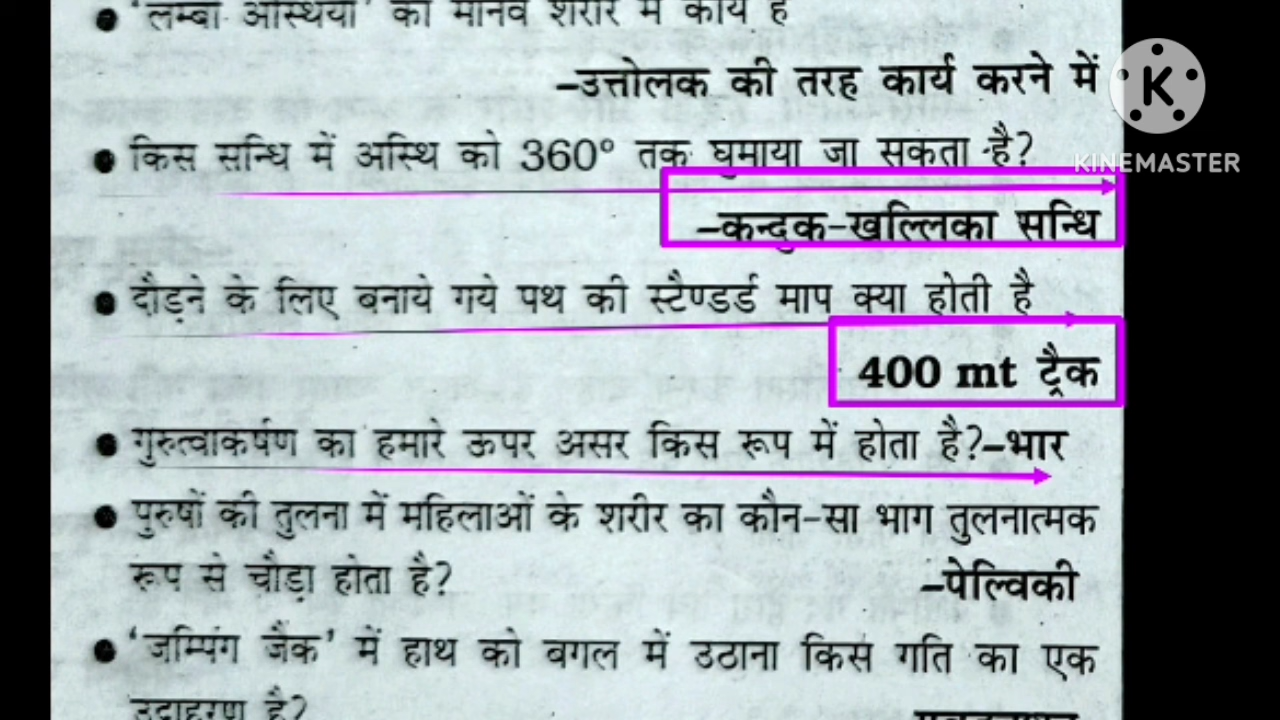 • 'लम्बी अस्थियों' का मानव शरीर में कार्य है
–उत्तोलक की तरह कार्य करने में
• किस सन्धि में अस्थि को 360° तक घुमाया जा सकता है?
–कन्दुक-खल्लिका सन्धि
• दौड़ने के लिए बनाये गये पथ की स्टैण्डर्ड माप क्या होती है
400 mt ट्रैक
• गुरुत्वाकर्षण का हमारे ऊपर असर किस रूप में होता है?–भार
• पुरुषों की तुलना में महिलाओं के शरीर का कौन-सा भाग तुलनात्मक
रूप से चौड़ा होता है? –पेल्विकी
• 'जम्पिंग जैक' में हाथ को बगल में उठाना किस गति का एक
उदाहरण है?
K
KINEMASTER